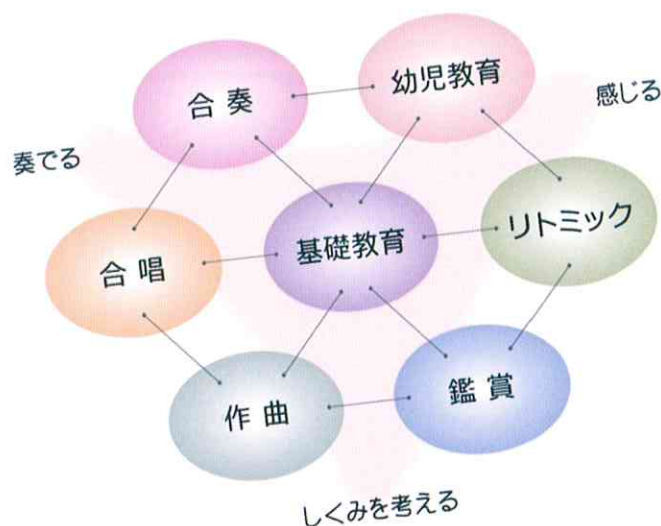 合奏
幼児教育
感じる
奏でる
リトミック
基礎教育
合唱
鑑賞
作曲
しくみを考える